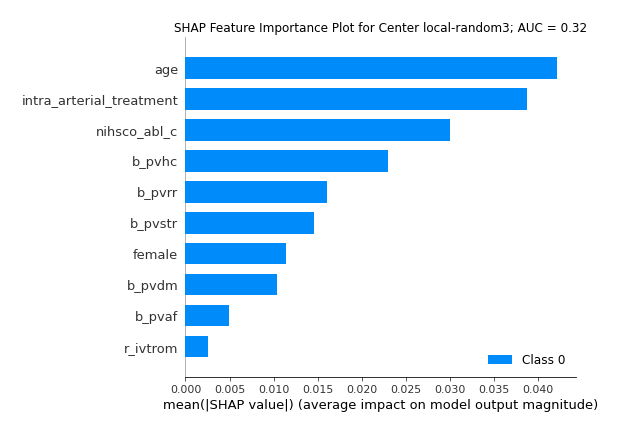 SHAP Feature Importance Plot for Center local-random3; AUC = 0.32
age
intra_arterial_treatment
nihsco_abl_c
b_pvhc
b_pvrr
b_pvstr
female
b_pvdm
b_pvaf
r_ivtrom
Class 0
0.000 0.005 0.010 0.015 0.020 0.025 0.030 0.035 0.040
mean(|SHAP value|) (average impact on model output magnitude)